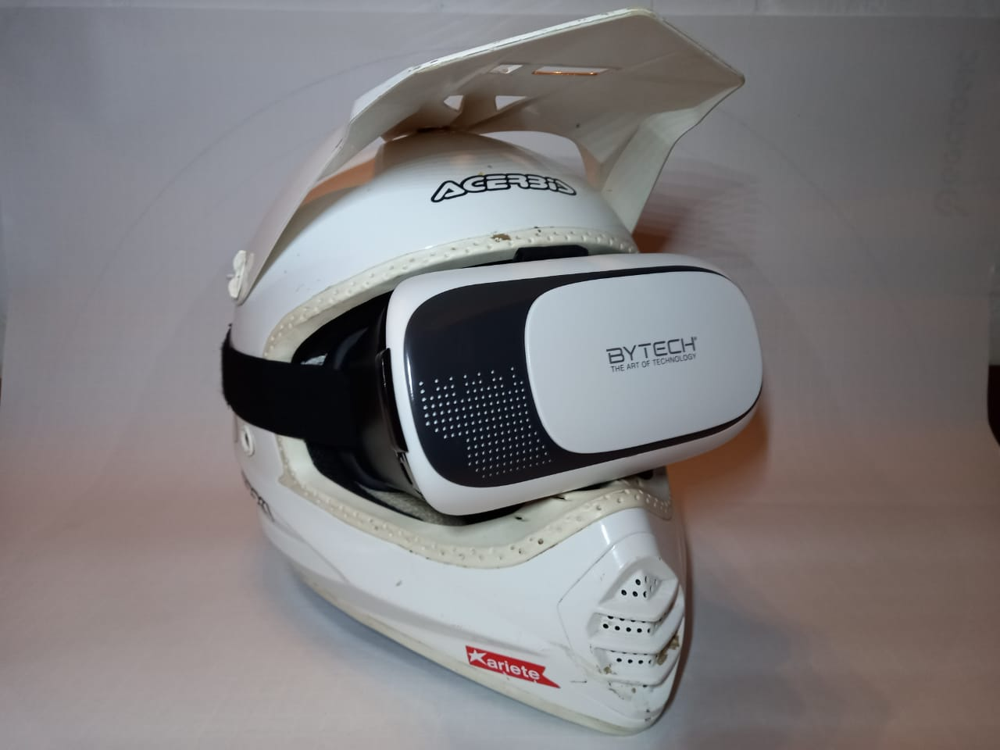 ACERBIS
BYTECH®
THE ART OF TECHNOLOGY
ariete